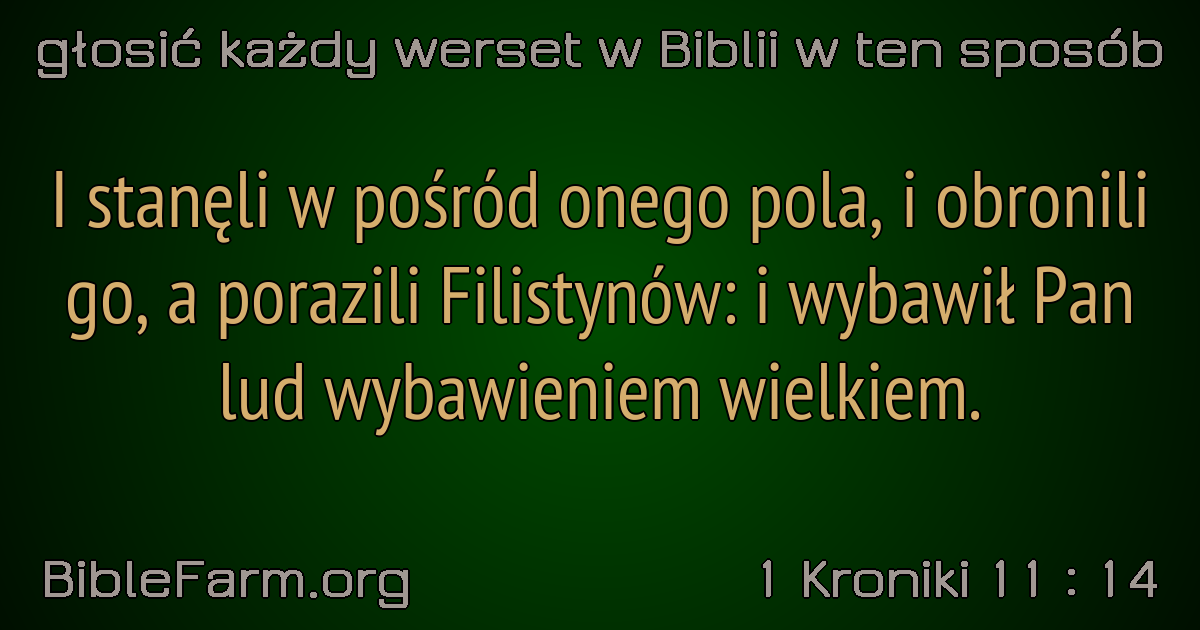 głosić każdy werset w Biblii w ten sposób
I stanęli w pośród onego pola, i obronili
go, a porazili Filistynów: i wybawił Pan
lud wybawieniem wielkiem.
BibleFarm.org
1 Kroniki 11 : 14